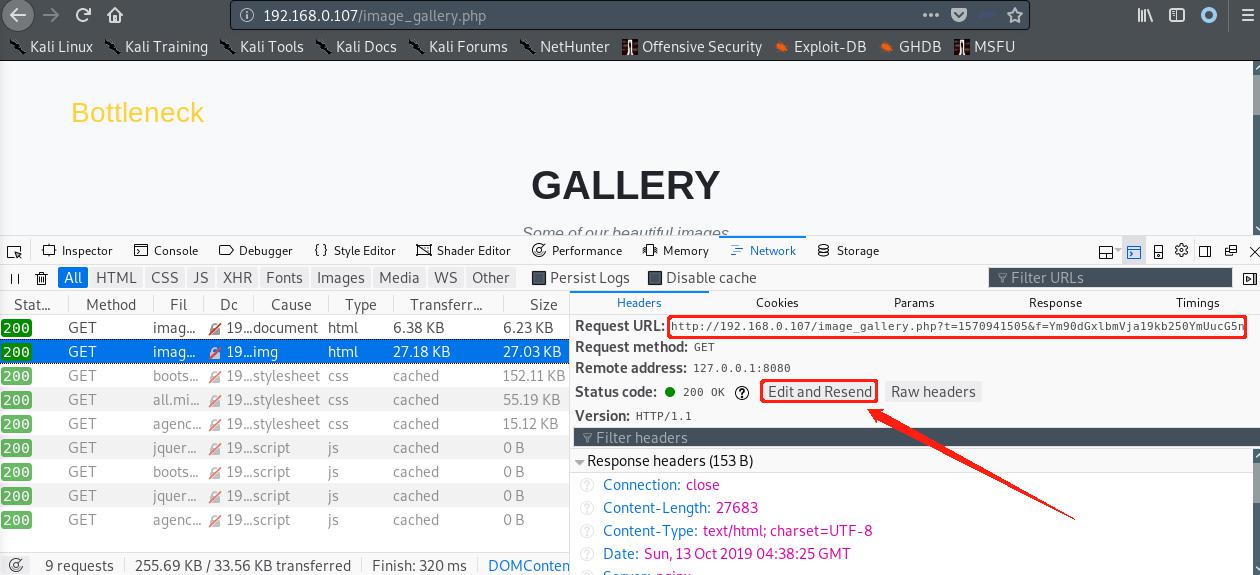 192.168.0.107/image_gallery.php
Kali Linux Kali Training Kali Tools Kali Docs Kali Forums NetHunter Offensive Security Exploit-DB GHDB MSFU
Bottleneck
GALLERY
Some of our beautiful images
Inspector Console Debugger Style Editor Shader Editor Performance Memory Network Storage
All HTML CSS JS XHR Fonts Images Media WS Other Persist Logs Disable cache Filter URLs
Stat... Method Fil Dc Cause Type Transferr... Size Headers Cookies Params Response Timings
200 GET imag... 19... document html 6.38 KB 6.23 KB
Request URL: http://192.168.0.107/image_gallery.php?t=1570941505&f=Ym90dGxlbmVja19kb250YmUucG5n
200 GET imag... 19... img html 27.18 KB 27.03 KB
Request method: GET
200 GET boots... 19... stylesheet css cached 152.11 KB
Remote address: 127.0.0.1:8080
200 GET all.mi... 19... stylesheet css cached 55.19 KB
Status code: 200 OK Edit and Resend Raw headers
200 GET agenc... 19... stylesheet css cached 15.12 KB
Version: HTTP/1.1
200 GET jquer... 19... script js cached 0 B
Filter headers
200 GET boots... 19... script js cached 0 B
Response headers (153 B)
200 GET jquer... 19... script js cached 0 B
Connection: close
200 GET agenc... 19... script js cached 0 B
Content-Length: 27683
Content-Type: text/html; charset=UTF-8
Date: Sun, 13 Oct 2019 04:38:25 GMT
9 requests 255.69 KB / 33.56 KB transferred Finish: 320 ms DOMConten
Server: nginx